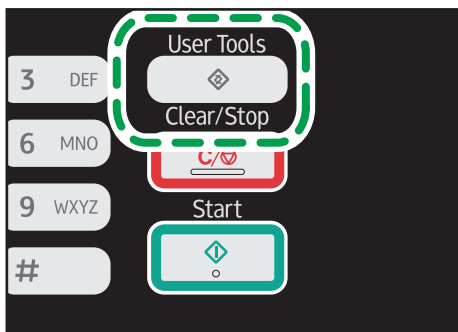 User Tools
3 DEF
Clear/Stop
6 MNO
C/
9 WXYZ
Start
#